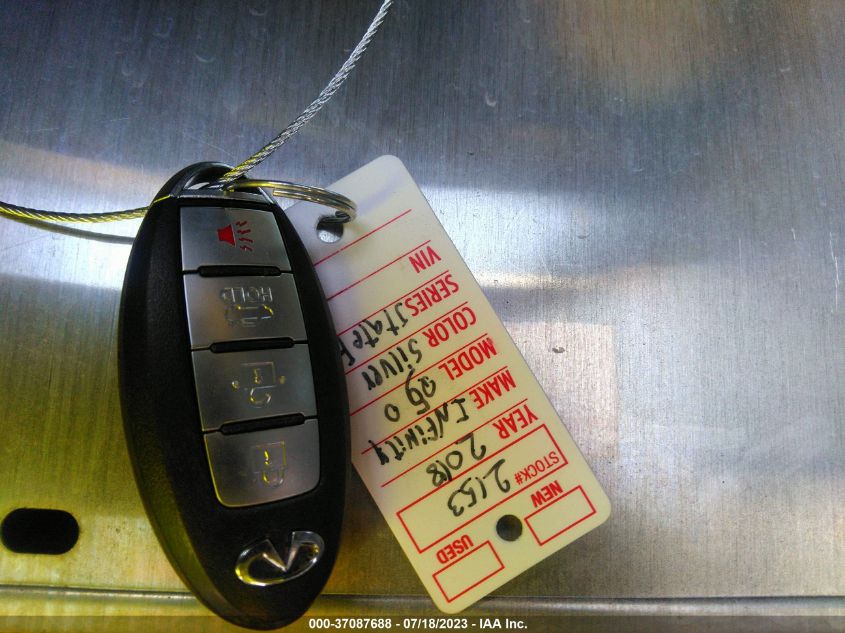 NEW
USED
STOCK# 2153
YEAR 2018
MAKE Infinity
MODEL Q50
COLOR Silver
SERIES State F
VIN
HOLD
000-37087688 - 07/18/2023 - IAA Inc.